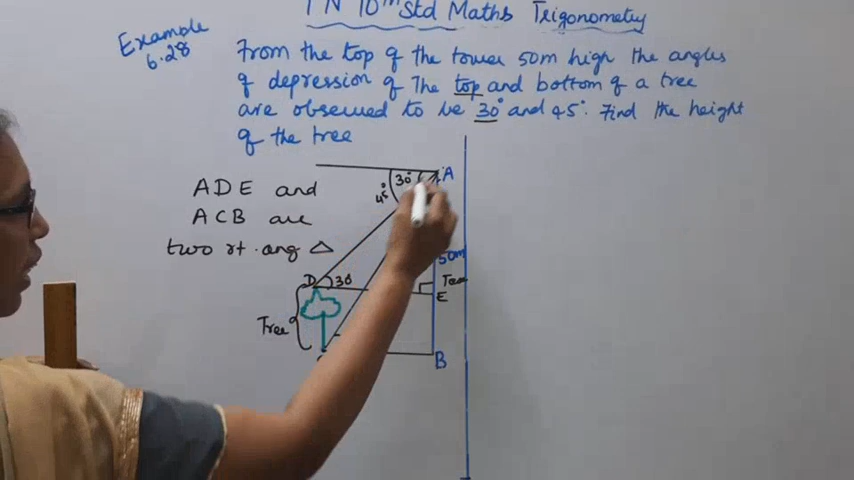 TN 10th Std Maths Trigonometry
Example
6.28
From the top of the tower 50m high the angles
of depression of The top and bottom of a tree
are observed to be 30° and 45°. Find the height
of the tree
A
30°
45°
ADE and
ACB are
two rt. ang △
50m
D
30
E
Tree
B